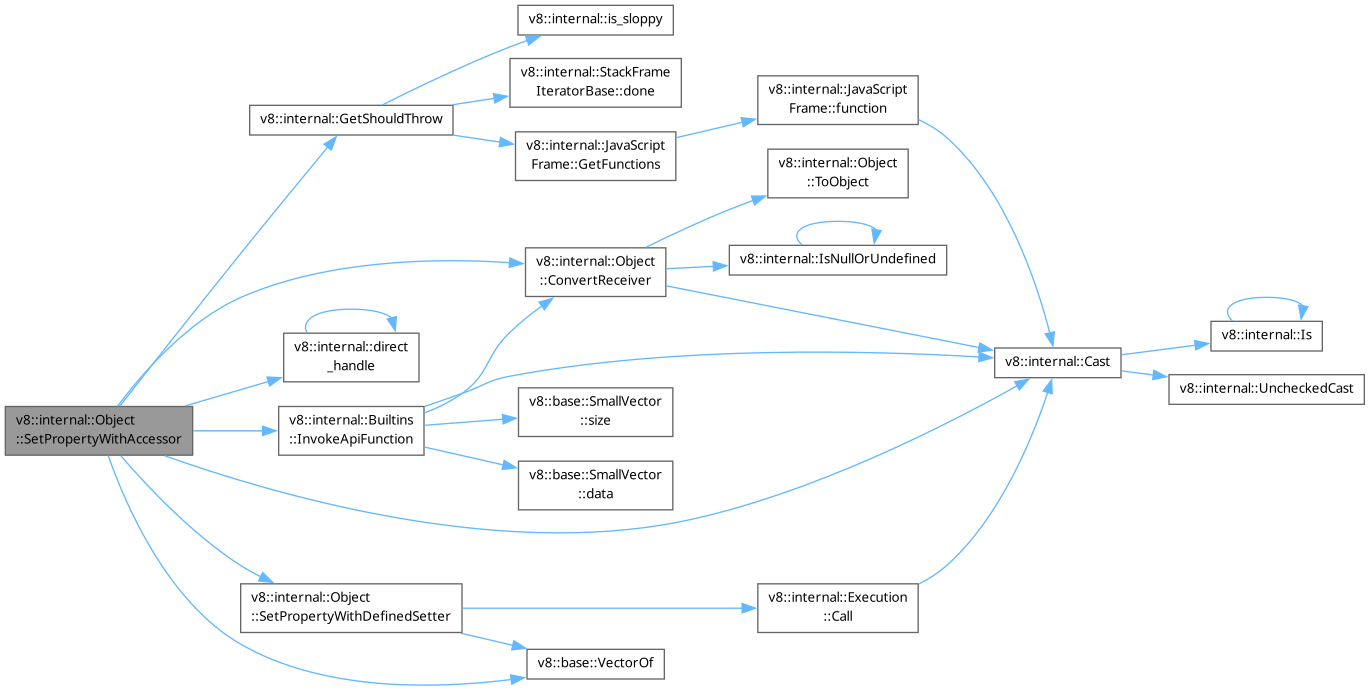 v8::internal::is_sloppy
v8::internal::StackFrame
IteratorBase::done
v8::internal::JavaScript
Frame::function
v8::internal::GetShouldThrow
v8::internal::JavaScript
Frame::GetFunctions
v8::internal::Object
::ToObject
v8::internal::Object
::ConvertReceiver
v8::internal::IsNullOrUndefined
v8::internal::direct
_handle
v8::internal::Is
v8::internal::Cast
v8::internal::UncheckedCast
v8::internal::Object
::SetPropertyWithAccessor
v8::internal::Builtins
::InvokeApiFunction
v8::base::SmallVector
::size
v8::base::SmallVector
::data
v8::internal::Object
::SetPropertyWithDefinedSetter
v8::internal::Execution
::Call
v8::base::VectorOf